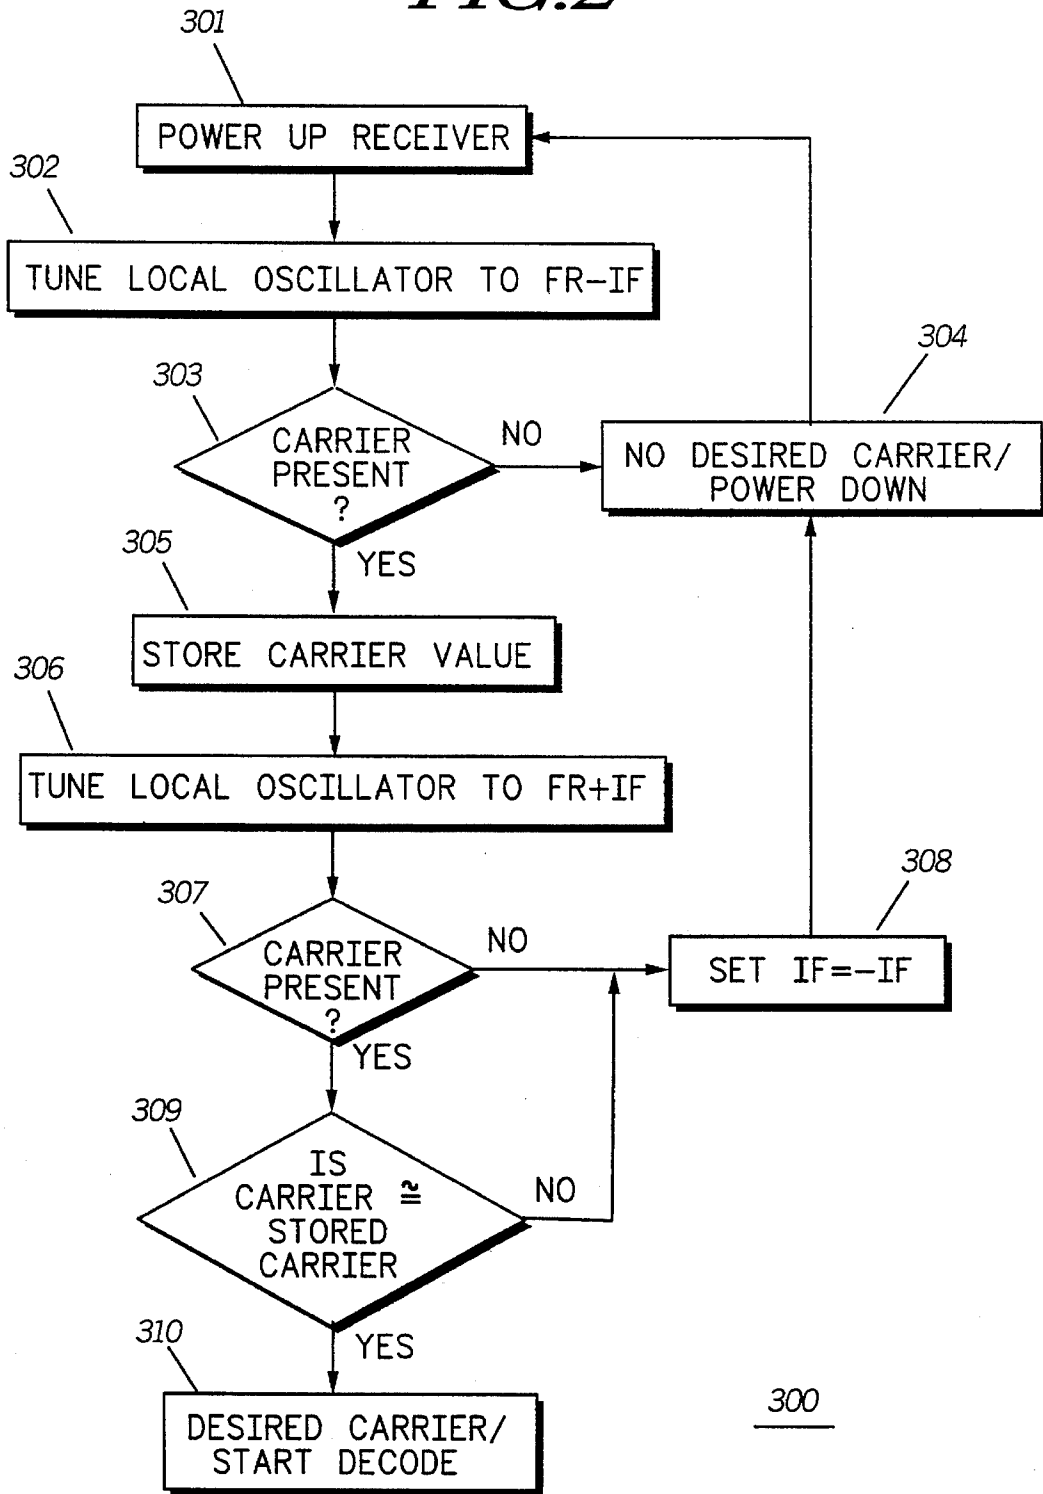 FIG.2
301
POWER UP RECEIVER
302
TUNE LOCAL OSCILLATOR TO FR-IF
303
CARRIER
PRESENT
?
NO
304
NO DESIRED CARRIER/
POWER DOWN
YES
305
STORE CARRIER VALUE
306
TUNE LOCAL OSCILLATOR TO FR+IF
307
CARRIER
PRESENT
?
NO
308
SET IF=-IF
YES
309
IS
CARRIER ≅
STORED
CARRIER
NO
YES
310
DESIRED CARRIER/
START DECODE
300